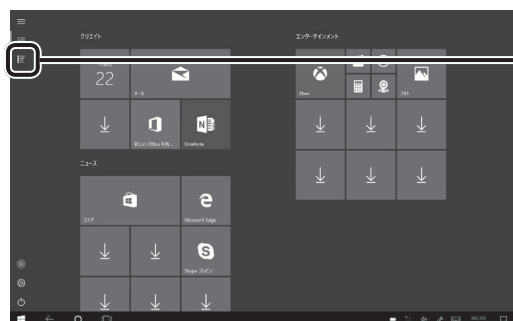 クリエイト
エンターテインメント
22
メール
Xbox
フォト
新しい Office を試...
OneNote
ニュース
ストア
Microsoft Edge
Skype プレビュー